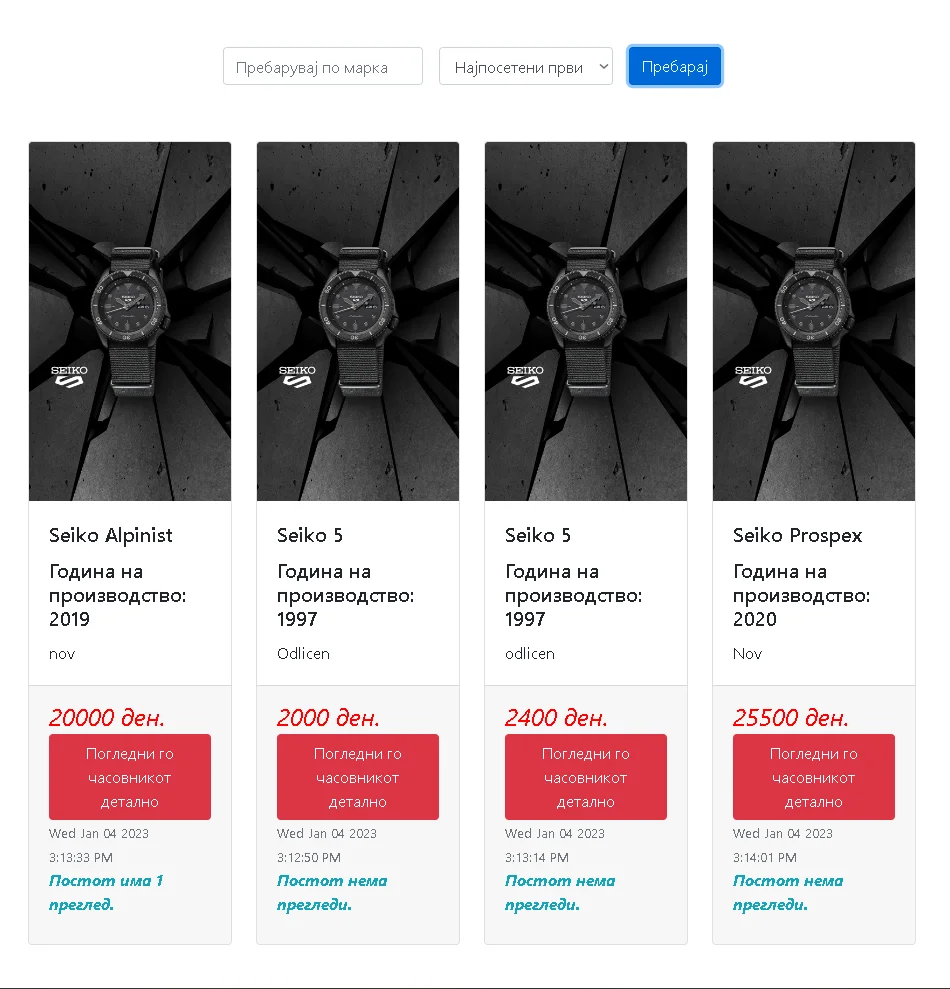 Пребарувај по марка
Најпосетени први
Пребарај
SEIKO
SEIKO
SEIKO
SEIKO
Seiko Alpinist
Година на
производство:
2019
nov
20000 ден.
Погледни го
часовникот
детално
Wed Jan 04 2023
3:13:33 PM
Постот има 1
преглед.
Seiko 5
Година на
производство:
1997
Odlicen
2000 ден.
Погледни го
часовникот
детално
Wed Jan 04 2023
3:12:50 PM
Постот нема
прегледи.
Seiko 5
Година на
производство:
1997
odlicen
2400 ден.
Погледни го
часовникот
детално
Wed Jan 04 2023
3:13:14 PM
Постот нема
прегледи.
Seiko Prospex
Година на
производство:
2020
Nov
25500 ден.
Погледни го
часовникот
детално
Wed Jan 04 2023
3:14:01 PM
Постот нема
прегледи.